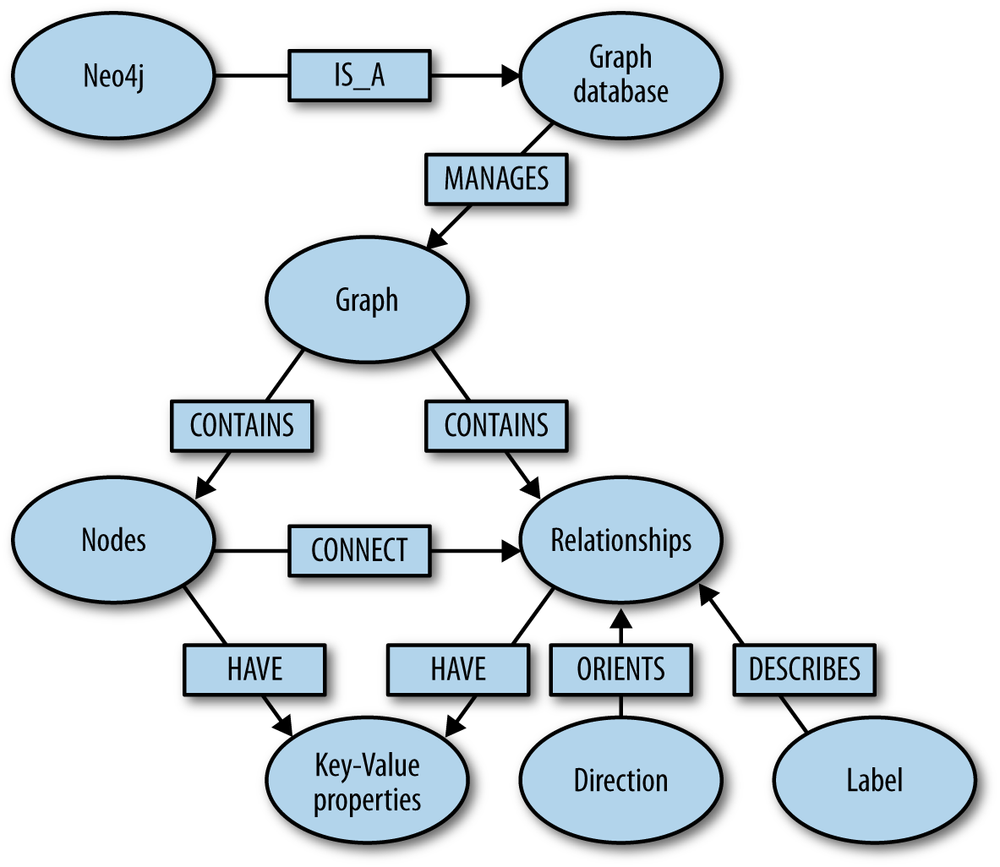 Neo4j
IS_A
Graph
database
MANAGES
Graph
CONTAINS
CONTAINS
Nodes
CONNECT
Relationships
HAVE
HAVE
ORIENTS
DESCRIBES
Key-Value
properties
Direction
Label